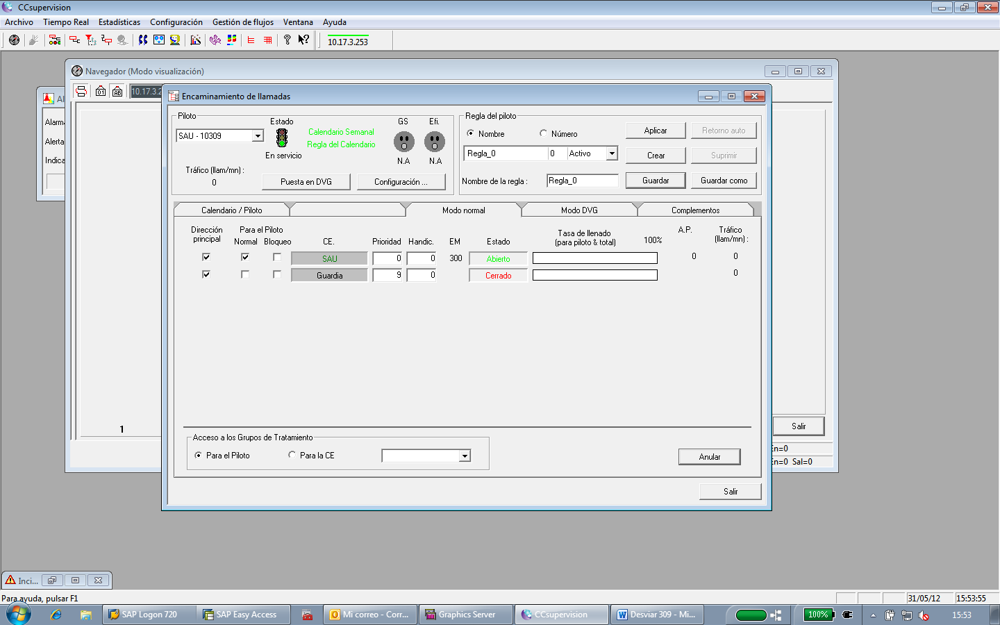 CCsupervision
Archivo Tiempo Real Estadísticas Configuración Gestión de flujos Ventana Ayuda
10.17.3.253
Navegador (Modo visualización)
01 AB 10.17.3.2
Al
Alarma
Alerta
Indica
1
Encaminamiento de llamadas
Piloto
SAU - 10309
Estado
En servicio
Calendario Semanal
Regla del Calendario
GS Efi.
N.A N.A
Tráfico (llam/mn) :
0
Puesta en DVG Configuración ...
Regla del piloto
Nombre Número
Regla_0 0 Activo
Nombre de la regla : Regla_0
Aplicar Retorno auto
Crear Suprimir
Guardar Guardar como
Calendario / Piloto Modo normal Modo DVG Complementos
Dirección principal Para el Piloto Normal Bloqueo CE. Prioridad Handic. EM Estado Tasa de llenado (para piloto & total) 100% A.P. Tráfico (llam/mn) :
SAU 0 0 300 Abierto 0 0
Guardia 9 0 Cerrado 0
Acceso a los Grupos de Tratamiento
Para el Piloto Para la CE
Anular
Salir
Salir
En=0
En=0 Sal=0
Inci...
Para ayuda, pulsar F1 31/05/12 15:53:55
SAP Logon 720 SAP Easy Access Mi correo - Corr... Graphics Server CCsupervision Desviar 309 - Mi... 100% 15:53